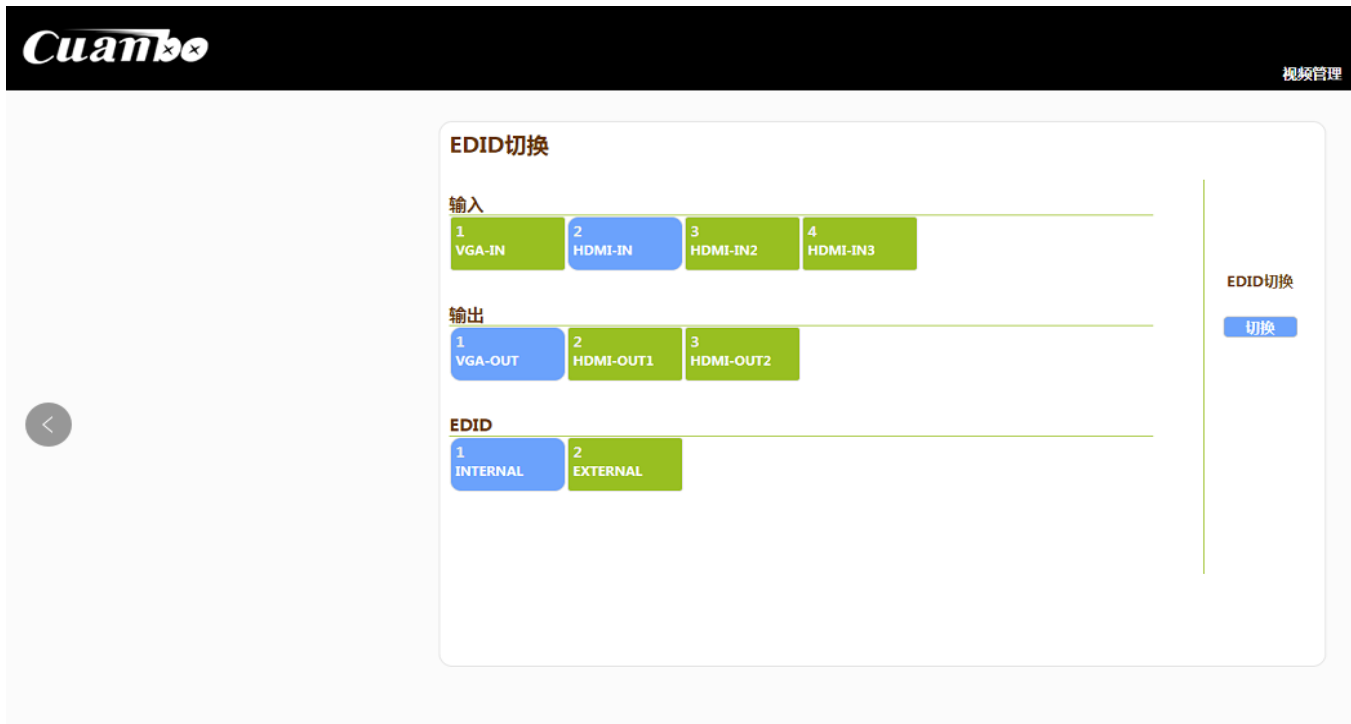 Cuanbo
视频管理
EDID切换
输入
1
VGA-IN
2
HDMI-IN
3
HDMI-IN2
4
HDMI-IN3
输出
1
VGA-OUT
2
HDMI-OUT1
3
HDMI-OUT2
EDID
1
INTERNAL
2
EXTERNAL
EDID切换
切换